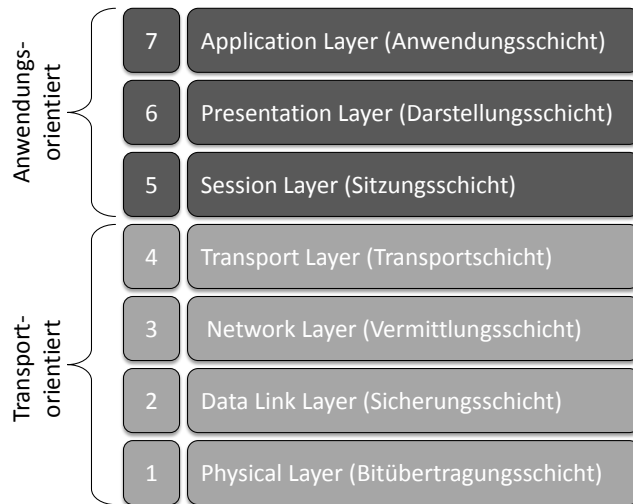 Anwendungs-
orientiert
7 Application Layer (Anwendungsschicht)
6 Presentation Layer (Darstellungsschicht)
5 Session Layer (Sitzungsschicht)
Transport-
orientiert
4 Transport Layer (Transportschicht)
3 Network Layer (Vermittlungsschicht)
2 Data Link Layer (Sicherungsschicht)
1 Physical Layer (Bitübertragungsschicht)